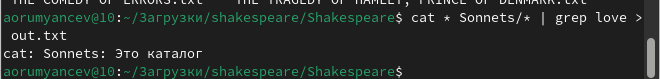 THE COMEDY OF ERRORS.txt    THE TRAGEDY OF HAMLET, PRINCE OF DENMARK.txt
aorumyancev@10:~/Загрузки/shakespeare/Shakespeare$ cat * Sonnets/* | grep love >
out.txt
cat: Sonnets: Это каталог
aorumyancev@10:~/Загрузки/shakespeare/Shakespeare$